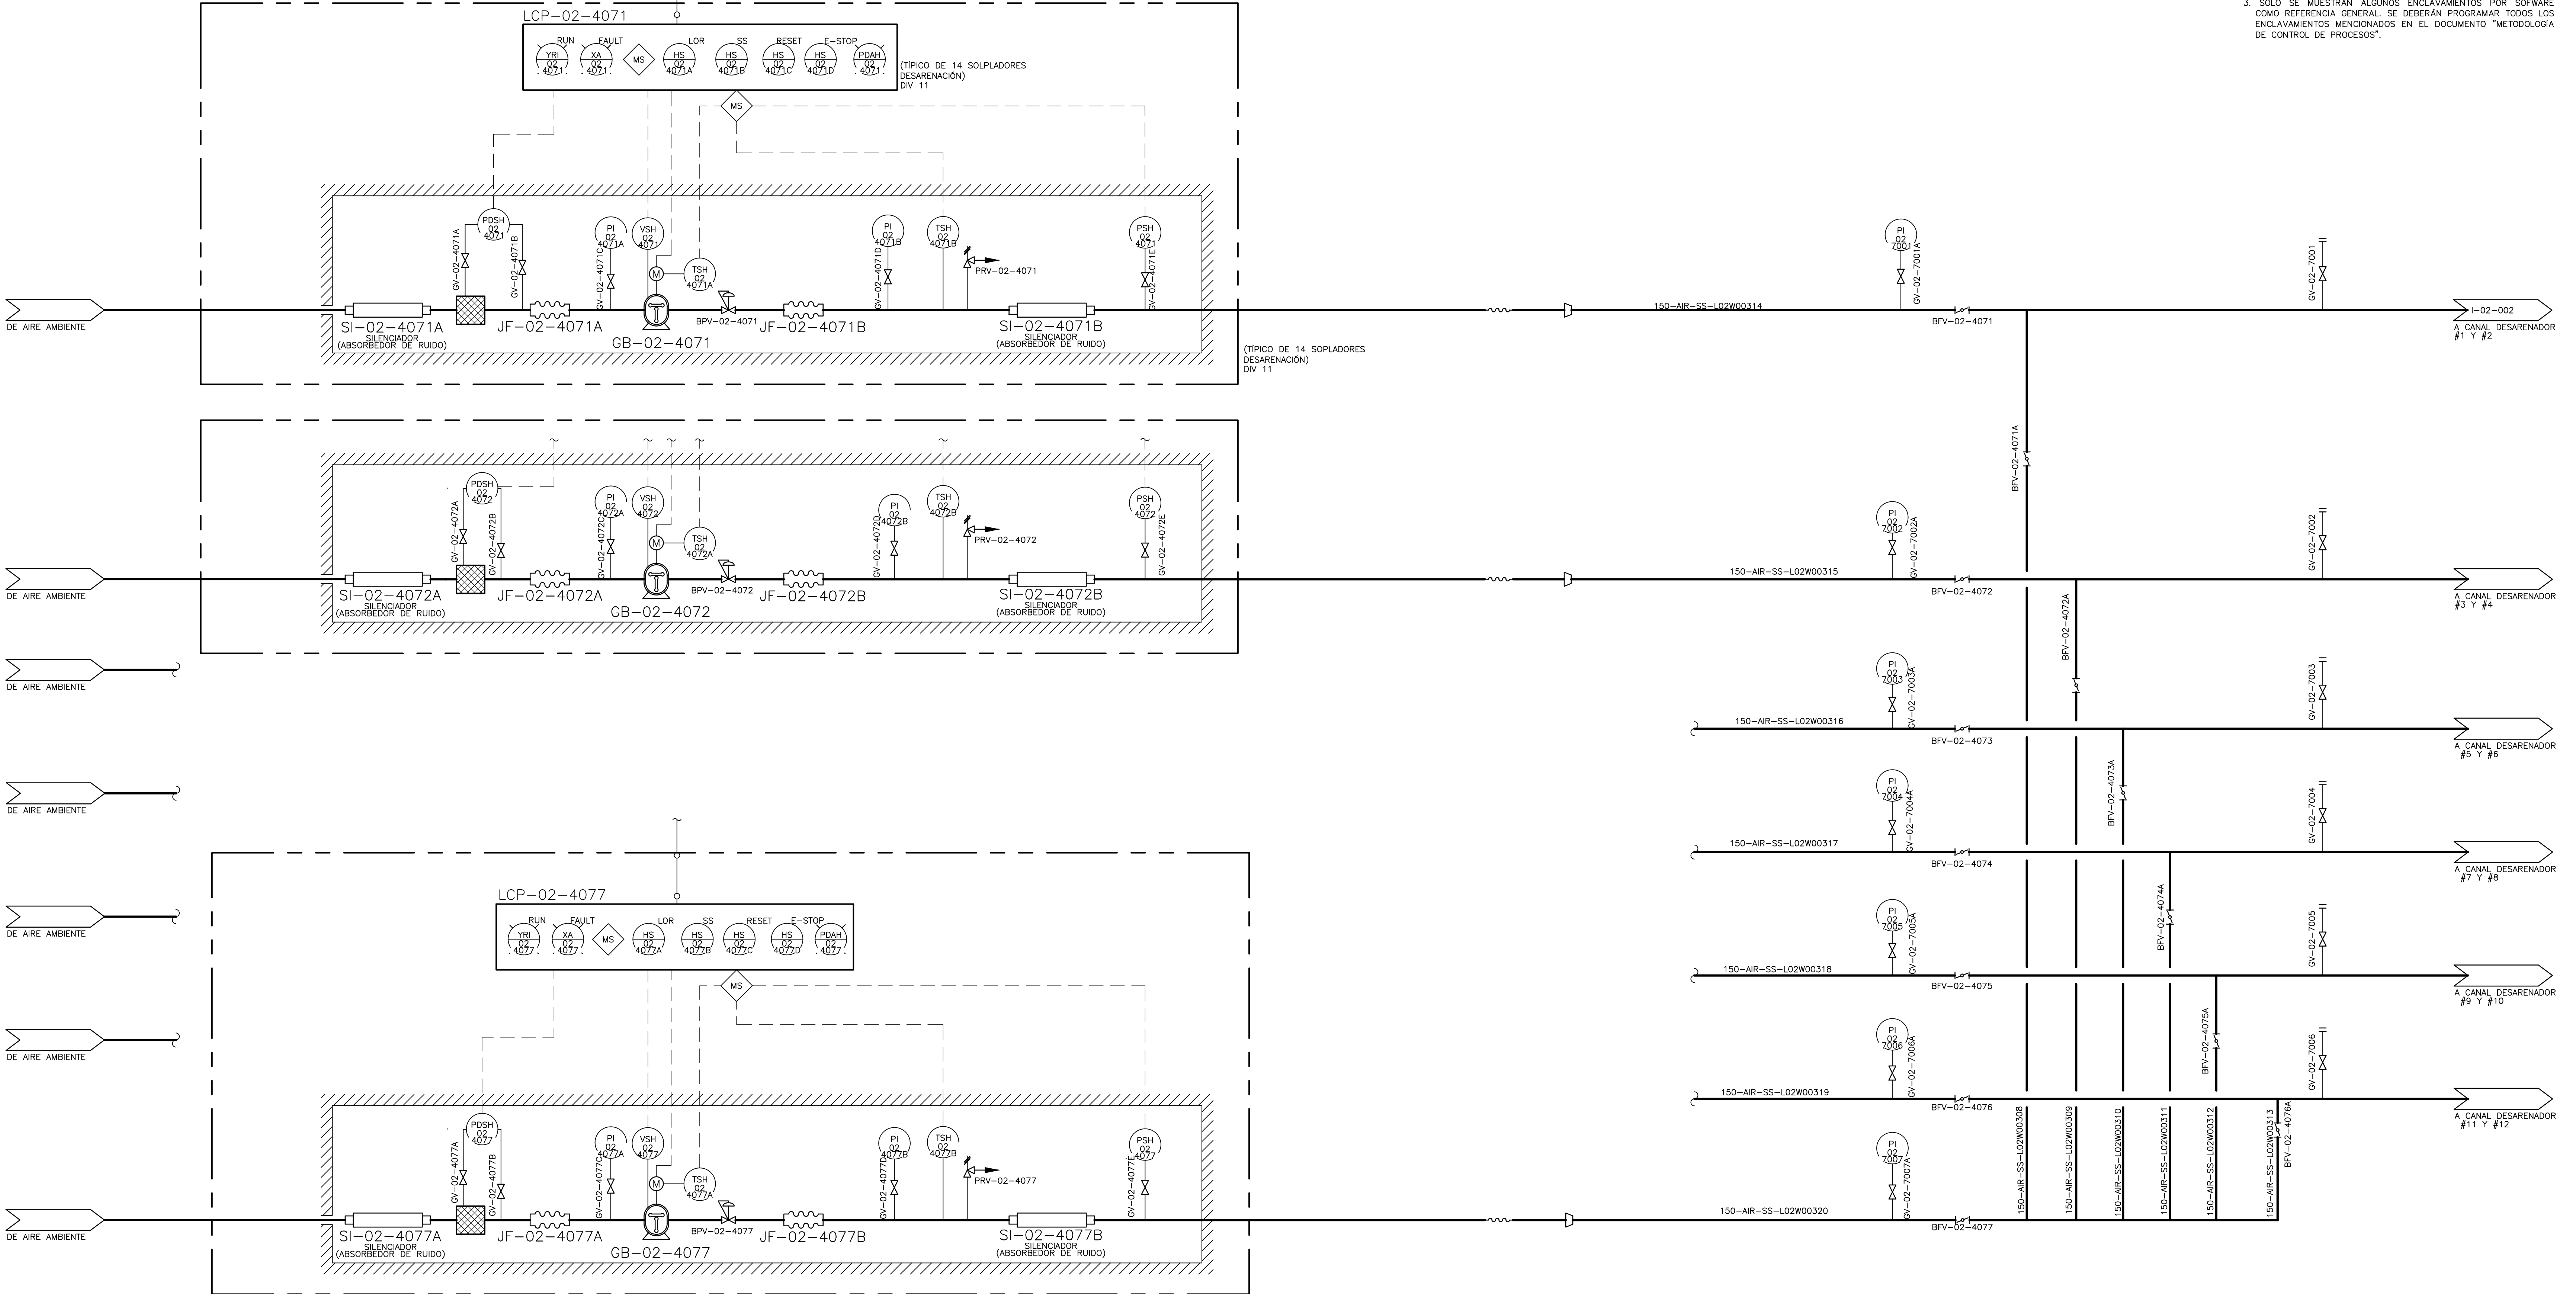 3. SOLO SE MUESTRAN ALGUNOS ENCLAVAMIENTOS POR SOFWARE
COMO REFERENCIA GENERAL. SE DEBERÁN PROGRAMAR TODOS LOS
ENCLAVAMIENTOS MENCIONADOS EN EL DOCUMENTO "METODOLOGÍA
DE CONTROL DE PROCESOS".
LCP-02-4071
RUN
FAULT
LOR
SS
RESET
E-STOP
YRI
02
4071
XA
02
4071
MS
HS
02
4071A
HS
02
4071B
HS
02
4071C
HS
02
4071D
PDAH
02
4071
(TÍPICO DE 14 SOLPLADORES
DESARENACIÓN)
DIV 11
MS
PDSH
02
4071
GV-02-4071A
GV-02-4071B
PI
02
4071A
GV-02-4071C
VSH
02
4071
M
TSH
02
4071A
PI
02
4071B
GV-02-4071D
TSH
02
4071B
PRV-02-4071
PSH
02
4071
GV-02-4071E
DE AIRE AMBIENTE
SI-02-4071A
SILENCIADOR
(ABSORBEDOR DE RUIDO)
JF-02-4071A
GB-02-4071
BPV-02-4071
JF-02-4071B
SI-02-4071B
SILENCIADOR
(ABSORBEDOR DE RUIDO)
(TÍPICO DE 14 SOPLADORES
DESARENACIÓN)
DIV 11
150-AIR-SS-L02W00314
PI
02
7001
GV-02-7001A
BFV-02-4071
GV-02-7001
I-02-002
A CANAL DESARENADOR
#1 Y #2
BFV-02-4071A
PDSH
02
4072
GV-02-4072A
GV-02-4072B
PI
02
4072A
GV-02-4072C
VSH
02
4072
M
TSH
02
4072A
PI
02
4072B
GV-02-4072D
TSH
02
4072B
PRV-02-4072
PSH
02
4072
GV-02-4072E
DE AIRE AMBIENTE
SI-02-4072A
SILENCIADOR
(ABSORBEDOR DE RUIDO)
JF-02-4072A
GB-02-4072
BPV-02-4072
JF-02-4072B
SI-02-4072B
SILENCIADOR
(ABSORBEDOR DE RUIDO)
150-AIR-SS-L02W00315
PI
02
7002
GV-02-7002A
BFV-02-4072
GV-02-7002
A CANAL DESARENADOR
#3 Y #4
BFV-02-4072A
DE AIRE AMBIENTE
150-AIR-SS-L02W00316
PI
02
7003
GV-02-7003A
BFV-02-4073
GV-02-7003
A CANAL DESARENADOR
#5 Y #6
BFV-02-4073A
DE AIRE AMBIENTE
150-AIR-SS-L02W00317
PI
02
7004
GV-02-7004A
BFV-02-4074
GV-02-7004
A CANAL DESARENADOR
#7 Y #8
BFV-02-4074A
DE AIRE AMBIENTE
150-AIR-SS-L02W00318
PI
02
7005
GV-02-7005A
BFV-02-4075
GV-02-7005
A CANAL DESARENADOR
#9 Y #10
BFV-02-4075A
DE AIRE AMBIENTE
150-AIR-SS-L02W00319
PI
02
7006
GV-02-7006A
BFV-02-4076
GV-02-7006
A CANAL DESARENADOR
#11 Y #12
BFV-02-4076A
LCP-02-4077
RUN
FAULT
LOR
SS
RESET
E-STOP
YRI
02
4077
XA
02
4077
MS
HS
02
4077A
HS
02
4077B
HS
02
4077C
HS
02
4077D
PDAH
02
4077
MS
PDSH
02
4077
GV-02-4077A
GV-02-4077B
PI
02
4077A
GV-02-4077C
VSH
02
4077
M
TSH
02
4077A
PI
02
4077B
GV-02-4077D
TSH
02
4077B
PRV-02-4077
PSH
02
4077
GV-02-4077E
DE AIRE AMBIENTE
SI-02-4077A
SILENCIADOR
(ABSORBEDOR DE RUIDO)
JF-02-4077A
GB-02-4077
BPV-02-4077
JF-02-4077B
SI-02-4077B
SILENCIADOR
(ABSORBEDOR DE RUIDO)
150-AIR-SS-L02W00320
PI
02
7007
GV-02-7007A
BFV-02-4077
150-AIR-SS-L02W00308
150-AIR-SS-L02W00309
150-AIR-SS-L02W00310
150-AIR-SS-L02W00311
150-AIR-SS-L02W00312
150-AIR-SS-L02W00313